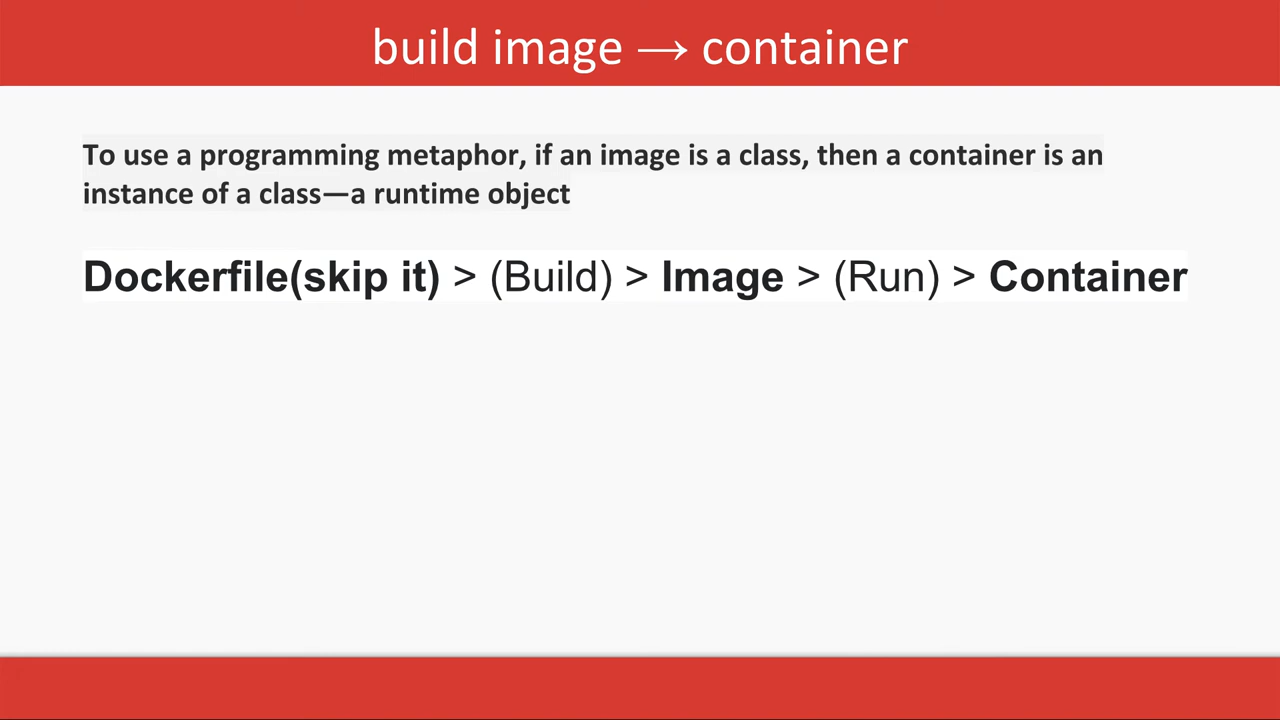 build image → container
To use a programming metaphor, if an image is a class, then a container is an
instance of a class—a runtime object
Dockerfile(skip it) > (Build) > Image > (Run) > Container